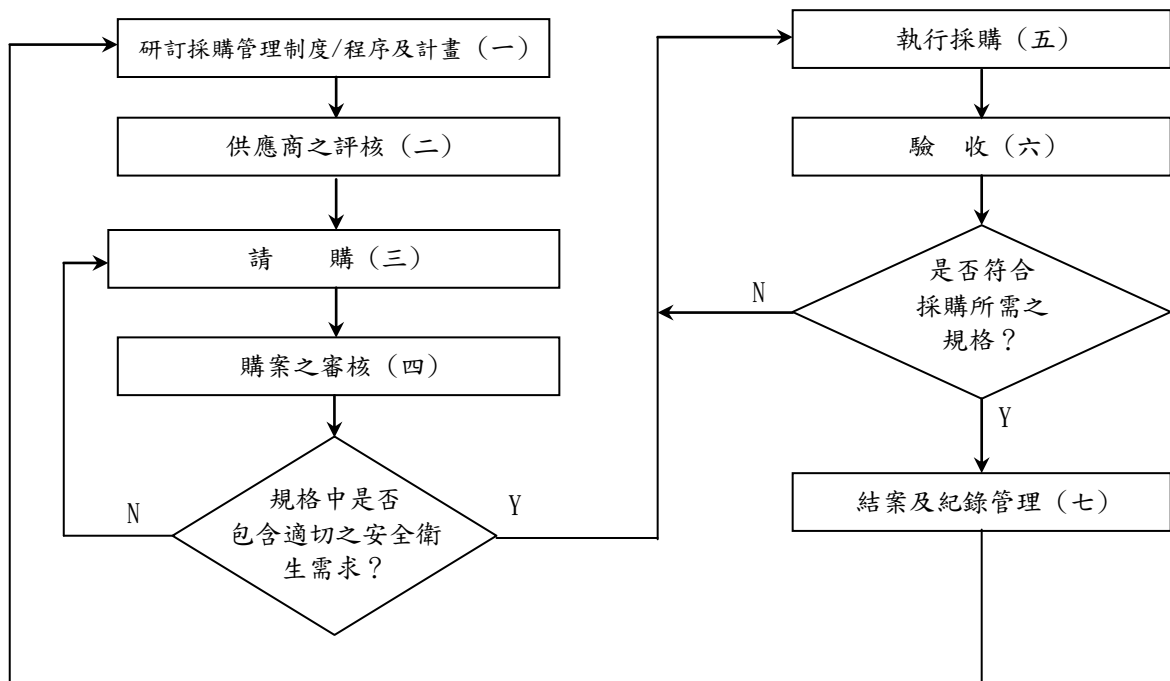 研訂採購管理制度/程序及計畫（一）
供應商之評核（二）
請　　購（三）
購案之審核（四）
規格中是否
包含適切之安全衛
生需求？
N
Y
執行採購（五）
驗　收（六）
是否符合
採購所需之
規格？
N
Y
結案及紀錄管理（七）